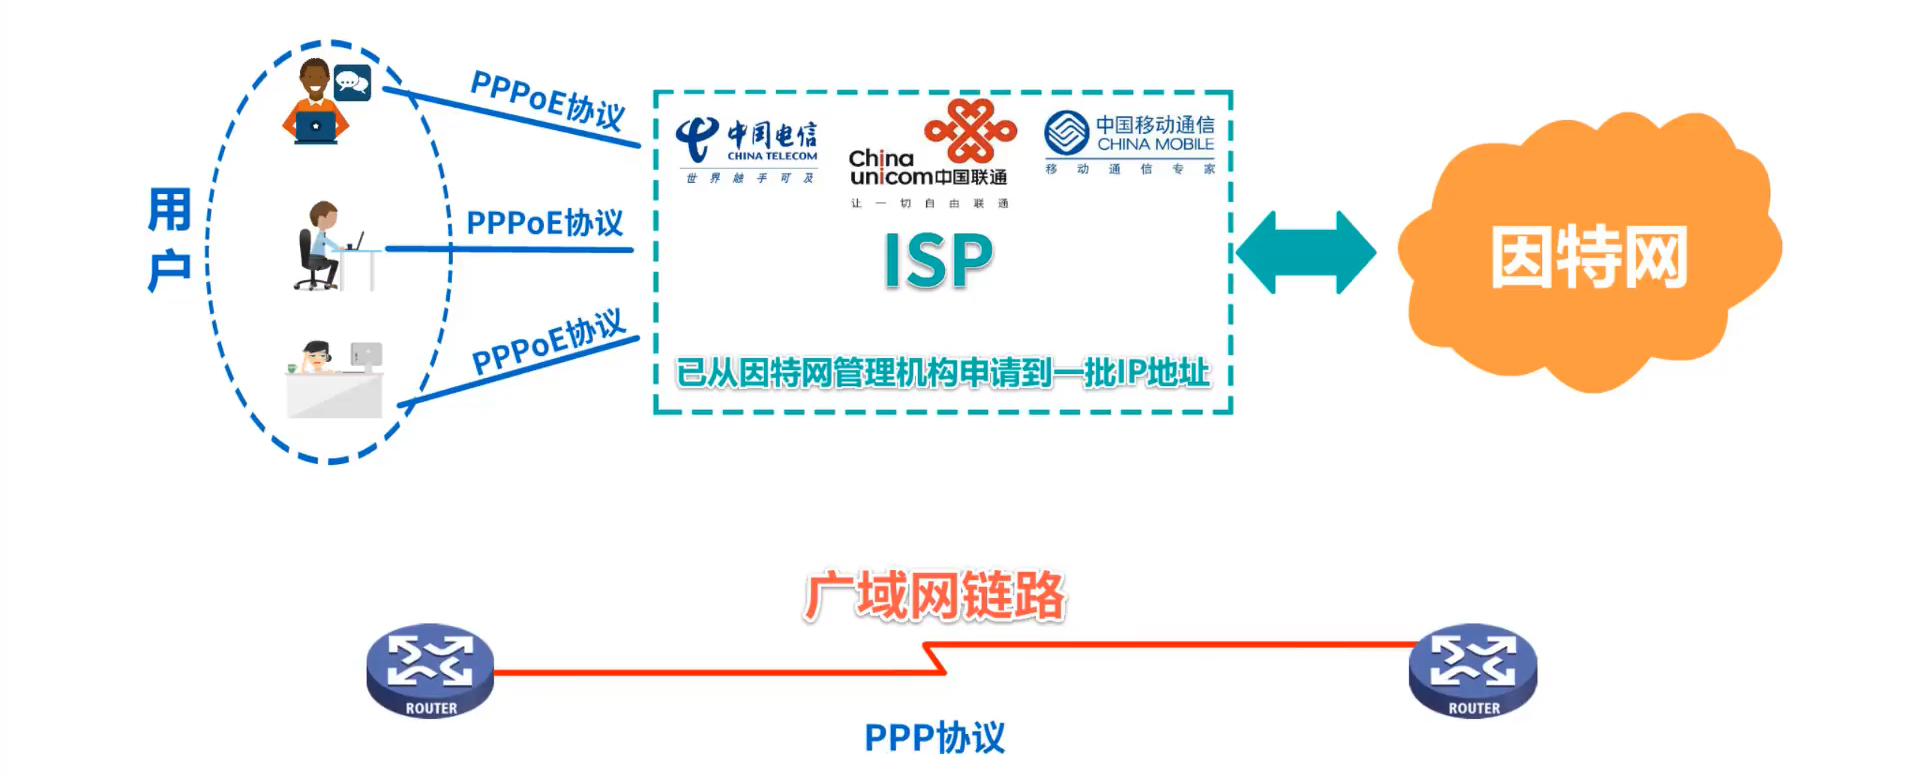 用户
PPPoE协议
PPPoE协议
PPPoE协议
中国电信
CHINA TELECOM
世界触手可及
China
unicom中国联通
让一切自由联通
中国移动通信
CHINA MOBILE
移动通信专家
ISP
已从因特网管理机构申请到一批IP地址
因特网
广域网链路
ROUTER
ROUTER
PPP协议